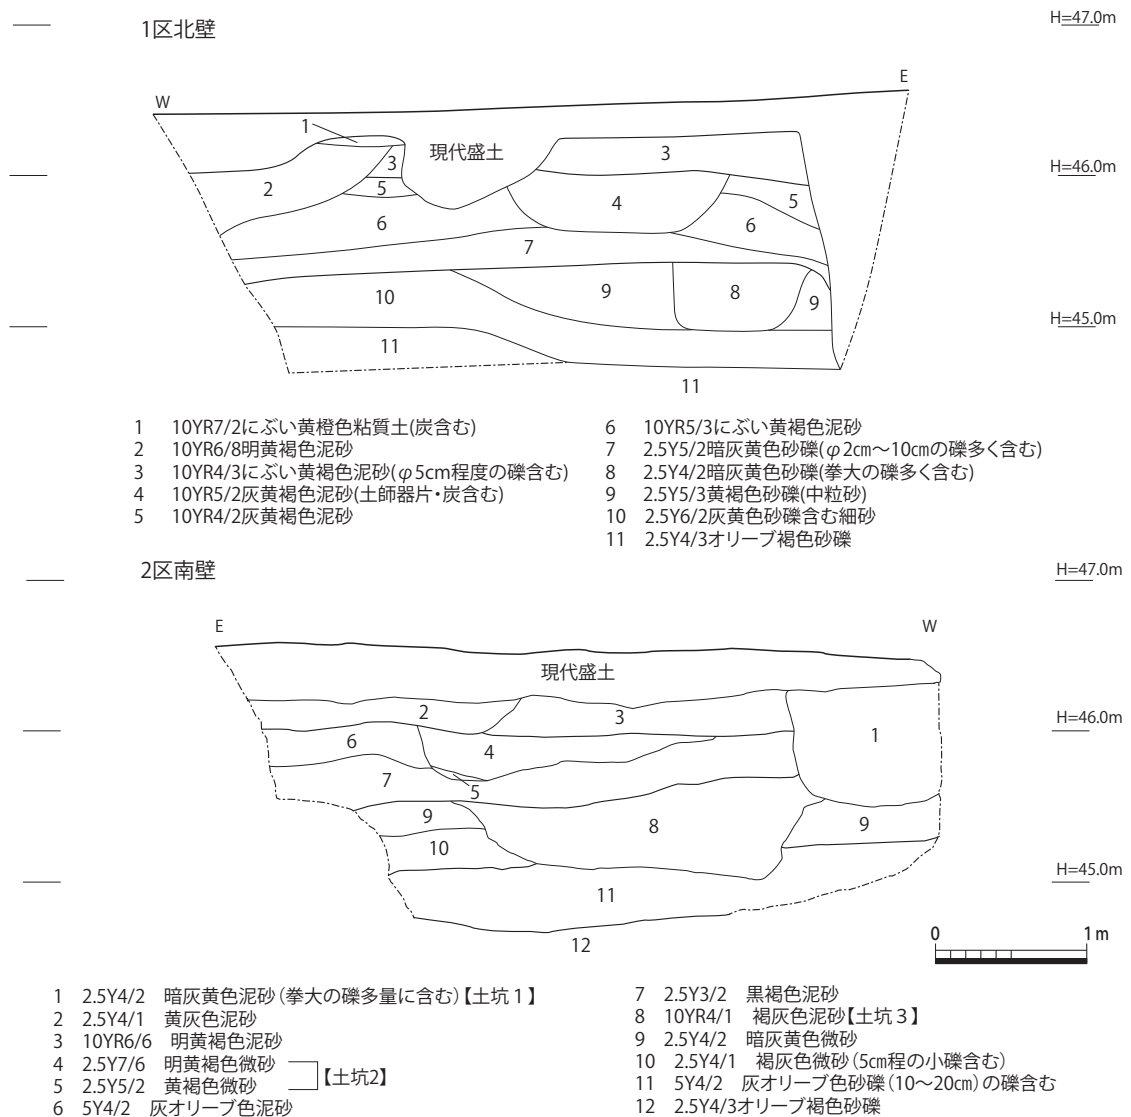 1区北壁
H=47.0m
W
E
1
現代盛土
3
3
H=46.0m
2
5
4
5
6
6
7
10
9
8
9
H=45.0m
11
11
1 10YR7/2にぶい黄橙色粘質土(炭含む)
2 10YR6/8明黄褐色泥砂
3 10YR4/3にぶい黄褐色泥砂(φ5cm程度の礫含む)
4 10YR5/2灰黄褐色泥砂(土師器片・炭含む)
5 10YR4/2灰黄褐色泥砂
6 10YR5/3にぶい黄褐色泥砂
7 2.5Y5/2暗灰黄色砂礫(φ2㎝〜10㎝の礫多く含む)
8 2.5Y4/2暗灰黄色砂礫(拳大の礫多く含む)
9 2.5Y5/3黄褐色砂礫(中粒砂)
10 2.5Y6/2灰黄色砂礫含む細砂
11 2.5Y4/3オリーブ褐色砂礫
2区南壁
H=47.0m
E
W
現代盛土
2
3
H=46.0m
1
6
4
7
5
9
8
9
10
H=45.0m
11
12
0 1m
1 2.5Y4/2 暗灰黄色泥砂(拳大の礫多量に含む)【土坑1】
2 2.5Y4/1 黄灰色泥砂
3 10YR6/6 明黄褐色泥砂
4 2.5Y7/6 明黄褐色微砂
5 2.5Y5/2 黄褐色微砂
【土坑2】
6 5Y4/2 灰オリーブ色泥砂
7 2.5Y3/2 黒褐色泥砂
8 10YR4/1 褐灰色泥砂【土坑3】
9 2.5Y4/2 暗灰黄色微砂
10 2.5Y4/1 褐灰色微砂(5㎝程の小礫含む)
11 5Y4/2 灰オリーブ色砂礫(10〜20㎝)の礫含む
12 2.5Y4/3オリーブ褐色砂礫